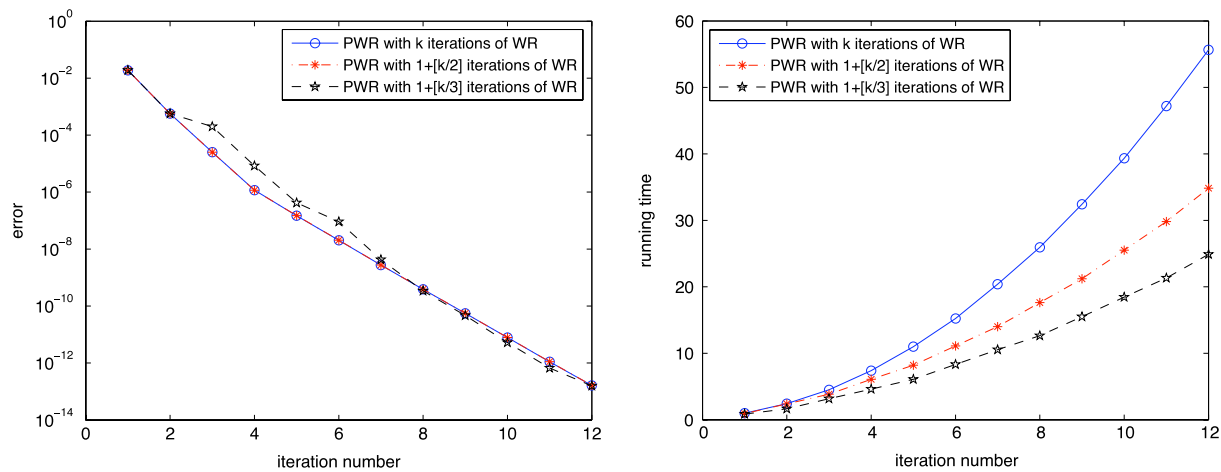 10^0
10^-2
10^-4
10^-6
10^-8
10^-10
10^-12
10^-14
error
0 2 4 6 8 10 12
iteration number
PWR with k iterations of WR
PWR with 1+[k/2] iterations of WR
PWR with 1+[k/3] iterations of WR
60
50
40
30
20
10
0
running time
0 2 4 6 8 10 12
iteration number
PWR with k iterations of WR
PWR with 1+[k/2] iterations of WR
PWR with 1+[k/3] iterations of WR